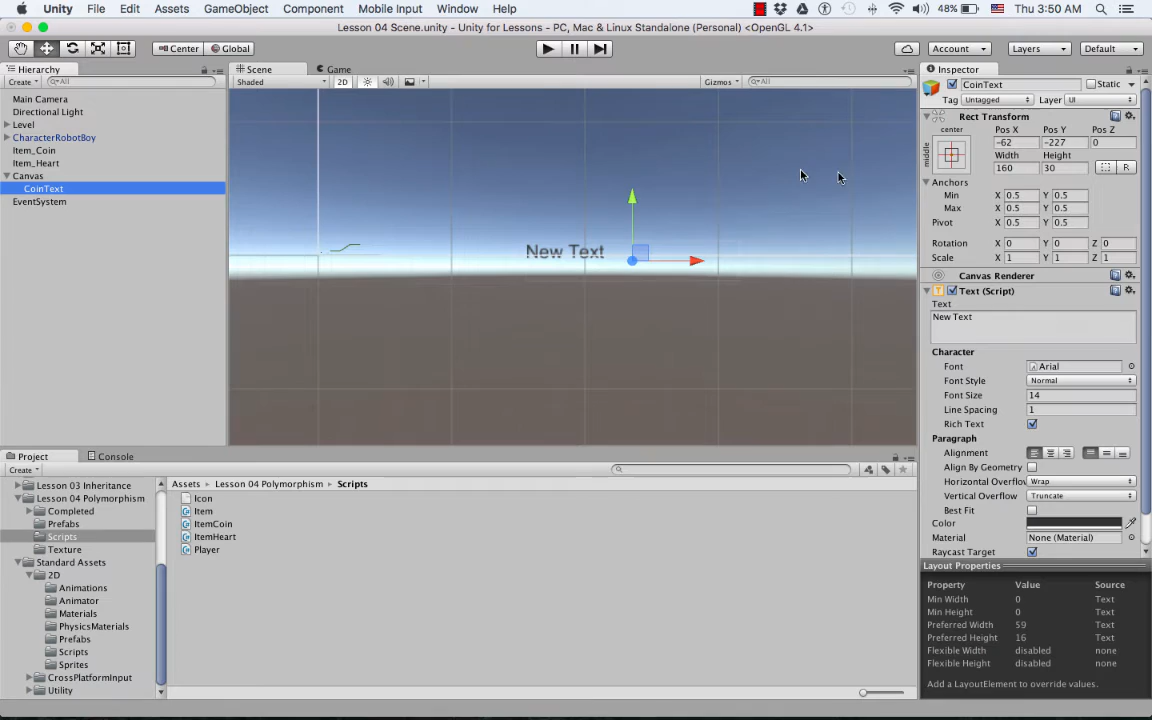 Unity File Edit Assets GameObject Component Mobile Input Window Help 48% Thu 3:50 AM
Lesson 04 Scene.unity - Unity for Lessons - PC, Mac & Linux Standalone (Personal) <OpenGL 4.1>
Center Global Account Layers Default
Hierarchy Scene Game Inspector
Create All Shaded 2D Gizmos All CoinText Static
Tag Untagged Layer UI
Main Camera
Directional Light
Level
CharacterRobotBoy
Item_Coin
Item_Heart
Canvas
CoinText
EventSystem
New Text
Rect Transform
center
middle
Pos X Pos Y Pos Z
-62 -227 0
Width Height
160 30 R
Anchors
Min X 0.5 Y 0.5
Max X 0.5 Y 0.5
Pivot X 0.5 Y 0.5
Rotation X 0 Y 0 Z 0
Scale X 1 Y 1 Z 1
Canvas Renderer
Text (Script)
Text
New Text
Character
Font Arial
Font Style Normal
Font Size 14
Line Spacing 1
Rich Text
Paragraph
Alignment
Align By Geometry
Horizontal Overflow Wrap
Vertical Overflow Truncate
Best Fit
Color
Material None (Material)
Raycast Target
Layout Properties
Property Value Source
Min Width 0 Text
Min Height 0 Text
Preferred Width 59 Text
Preferred Height 16 Text
Flexible Width disabled none
Flexible Height disabled none
Add a LayoutElement to override values.
Project Console
Create
Lesson 03 Inheritance
Lesson 04 Polymorphism
Completed
Prefabs
Scripts
Texture
Standard Assets
2D
Animations
Animator
Materials
PhysicsMaterials
Prefabs
Scripts
Sprites
CrossPlatformInput
Utility
Assets Lesson 04 Polymorphism Scripts
Icon
Item
ItemCoin
ItemHeart
Player